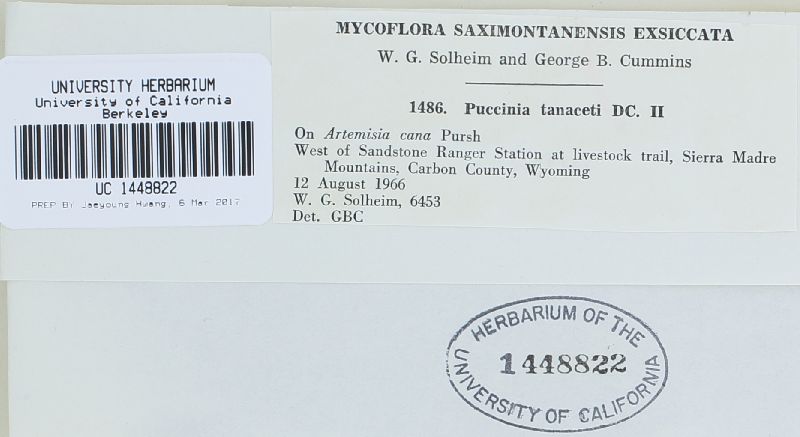 MYCOFLORA SAXIMONTANENSIS EXSICCATA
W. G. Solheim and George B. Cummins
1486. Puccinia tanaceti DC. II
On Artemisia cana Pursh
West of Sandstone Ranger Station at livestock trail, Sierra Madre
Mountains, Carbon County, Wyoming
12 August 1966
W. G. Solheim, 6453
Det. GBC
UNIVERSITY HERBARIUM
University of California
Berkeley
UC 1448822
PREP BY Jaeyoung Hwang, 6 Mar 2017
HERBARIUM OF THE
1448822
UNIVERSITY OF CALIFORNIA